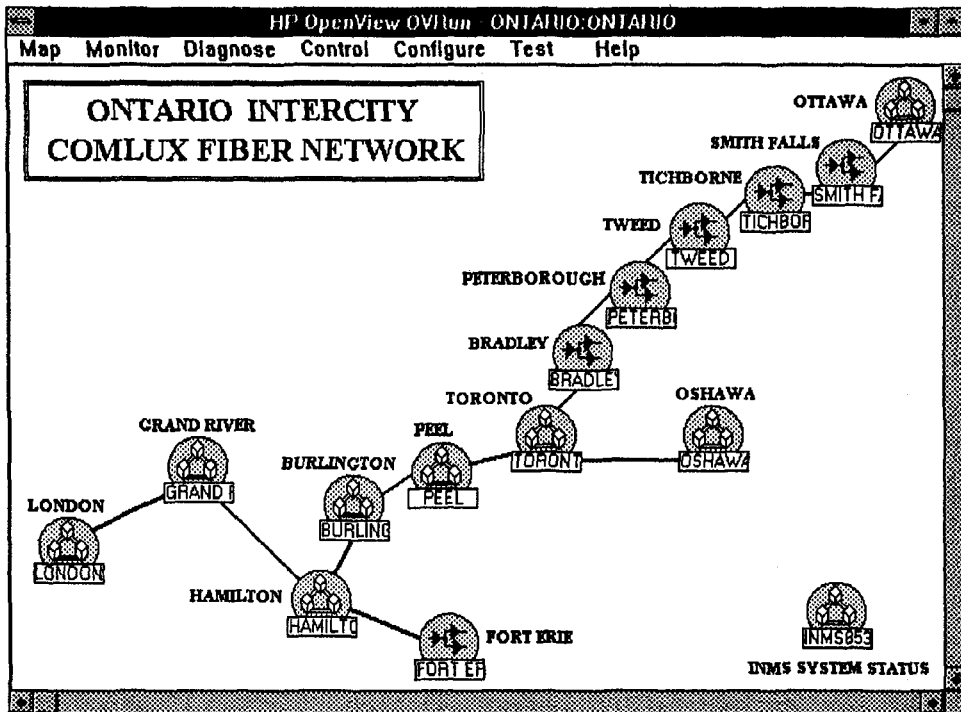 HP OpenView OVRun - ONTARIO:ONTARIO
Map Monitor Diagnose Control Configure Test Help
ONTARIO INTERCITY
COMLUX FIBER NETWORK
OTTAWA
OTTAWA
SMITH FALLS
SMITH FA
TICHBORNE
TICHBOR
TWEED
TWEED
PETERBOROUGH
PETERBO
BRADLEY
BRADLEY
TORONTO
TORONT
OSHAWA
OSHAWA
PEEL
PEEL
GRAND RIVER
GRAND R
BURLINGTON
BURLING
LONDON
LONDON
HAMILTON
HAMILTO
FORT ERIE
FORT ER
INMS853
INMS SYSTEM STATUS